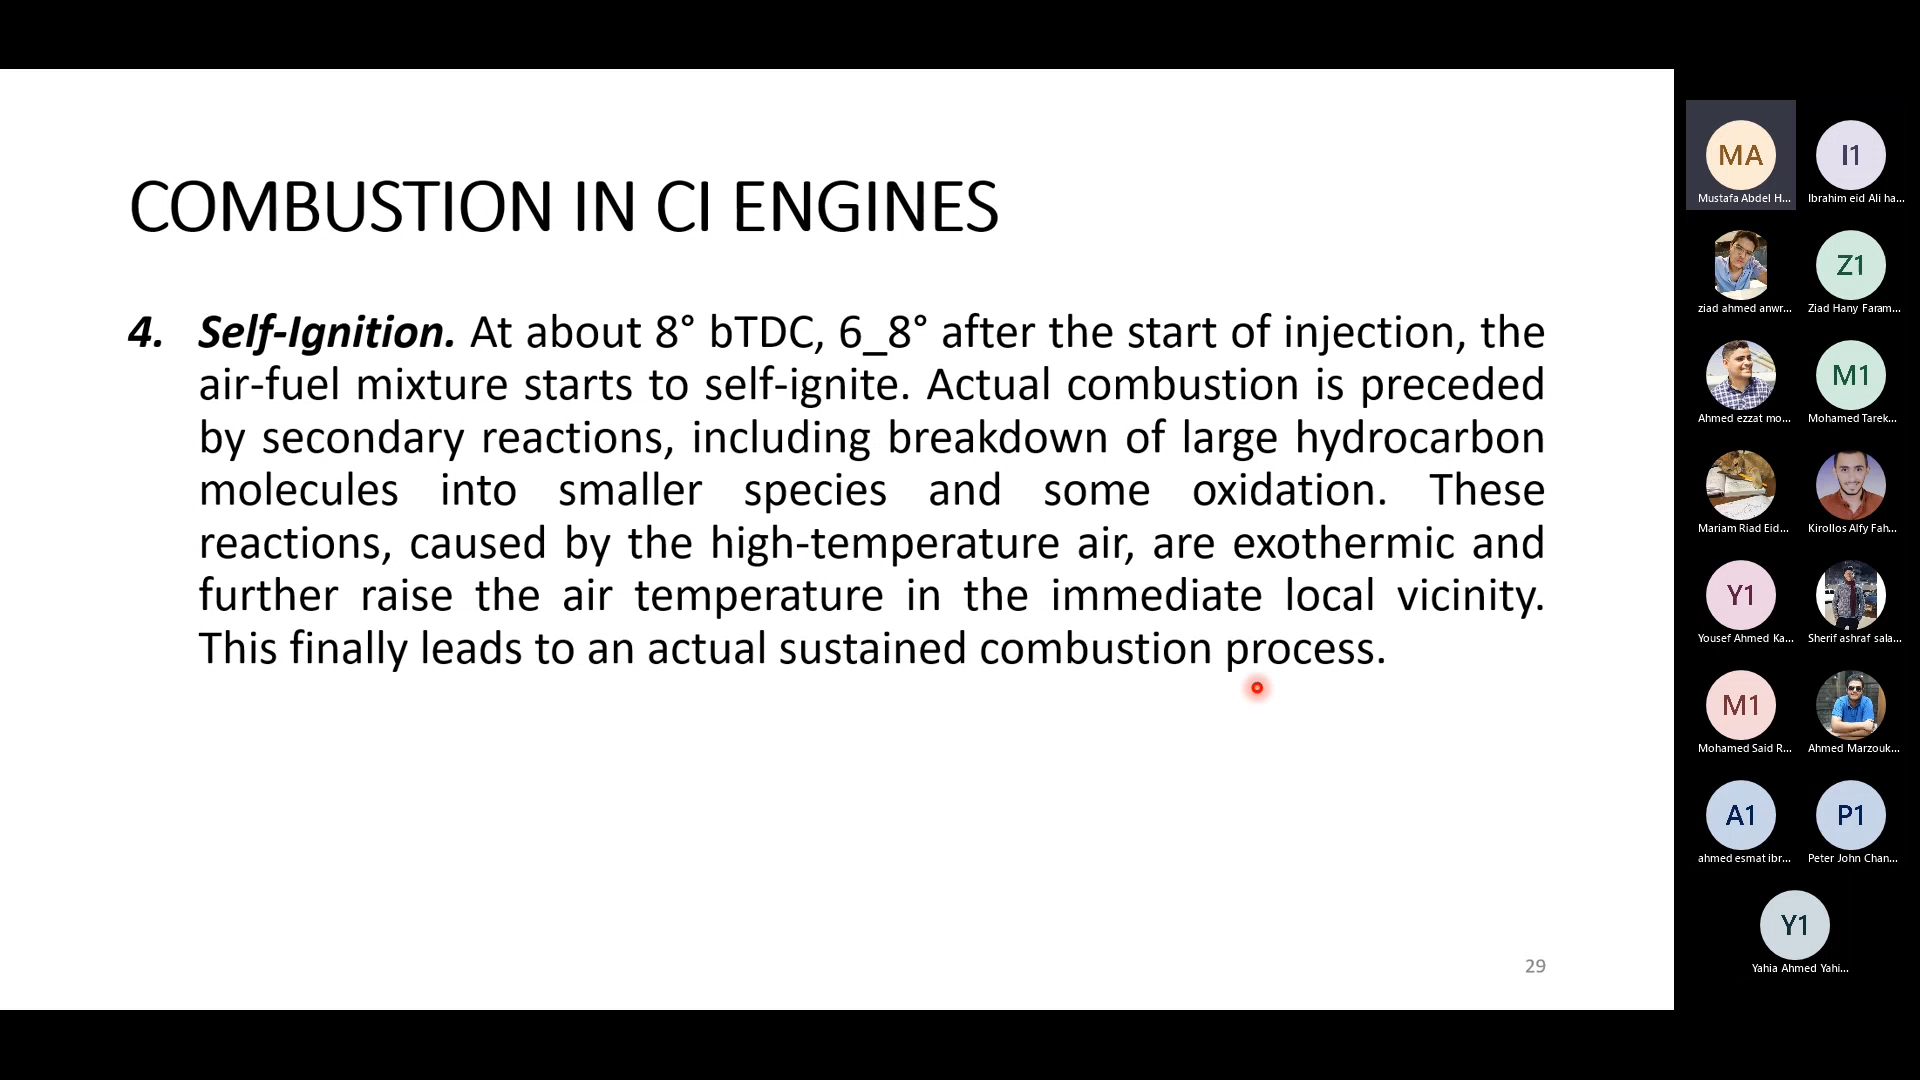 COMBUSTION IN CI ENGINES
4. Self-Ignition. At about 8° bTDC, 6_8° after the start of injection, the
air-fuel mixture starts to self-ignite. Actual combustion is preceded
by secondary reactions, including breakdown of large hydrocarbon
molecules into smaller species and some oxidation. These
reactions, caused by the high-temperature air, are exothermic and
further raise the air temperature in the immediate local vicinity.
This finally leads to an actual sustained combustion process.
29
MA
Mustafa Abdel H...
I1
Ibrahim eid Ali ha...
ziad ahmed anwr...
Z1
Ziad Hany Faram...
Ahmed ezzat mo...
M1
Mohamed Tarek...
Mariam Riad Eid...
Kirollos Alfy Fah...
Y1
Yousef Ahmed Ka...
Sherif ashraf sala...
M1
Mohamed Said R...
Ahmed Marzouk...
A1
ahmed esmat ibr...
P1
Peter John Chan...
Y1
Yahia Ahmed Yahi...